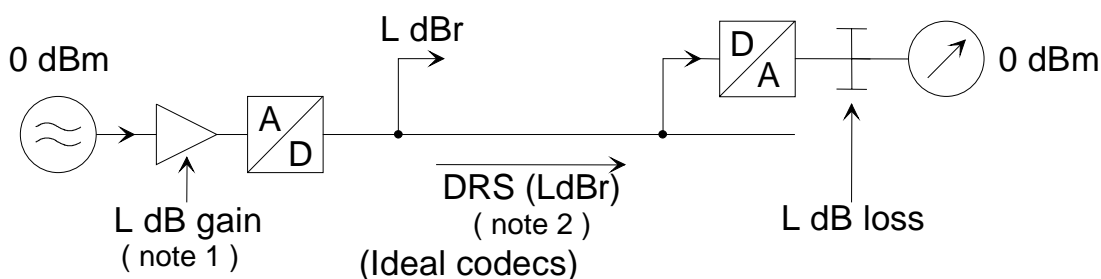 L dBr
0 dBm
D
A
0 dBm
A
D
DRS (LdBr)
( note 2 )
L dB gain
( note 1 )
L dB loss
(Ideal codecs)